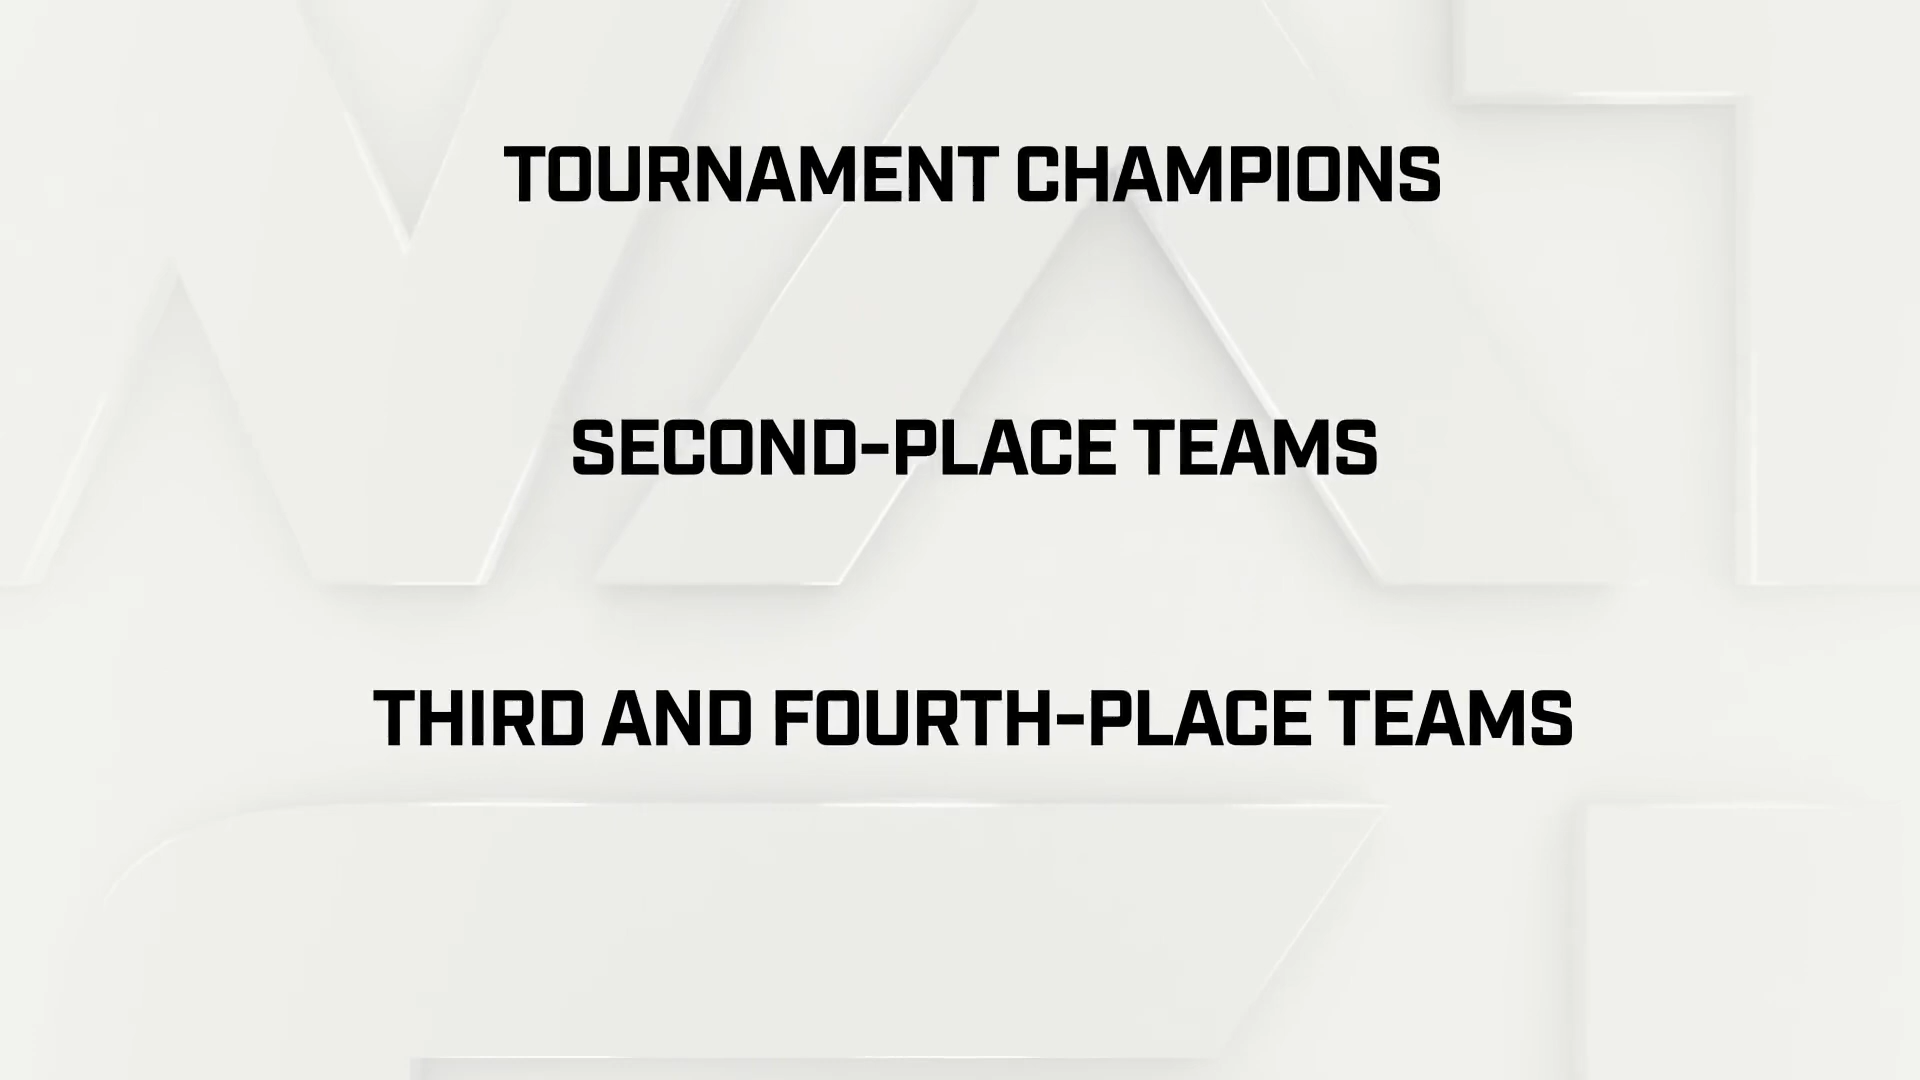 TOURNAMENT CHAMPIONS
SECOND-PLACE TEAMS
THIRD AND FOURTH-PLACE TEAMS